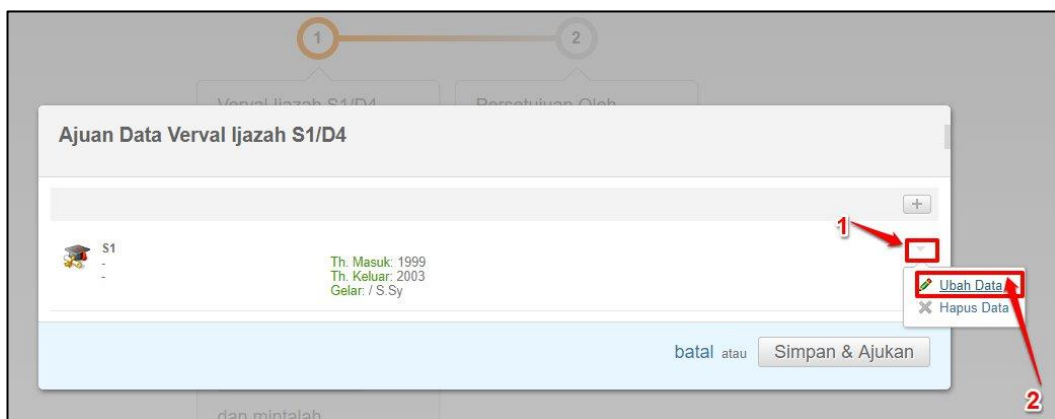 1
2
Verval Ijazah S1/D4
Persetujuan Oleh
Ajuan Data Verval Ijazah S1/D4
+
1
S1
-
-
Th. Masuk: 1999
Th. Keluar: 2003
Gelar: / S.Sy
Ubah Data
Hapus Data
batal atau Simpan & Ajukan
dan mintalah
2